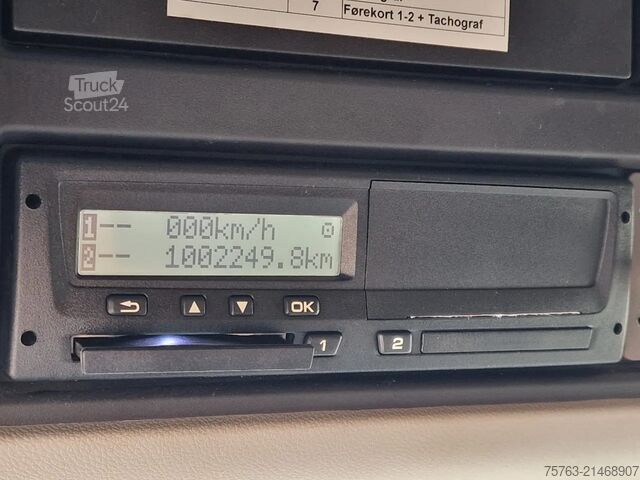 7 Førekort 1-2 + Tachograf
Truck
Scout24
1 -- 000km/h
2 -- 1002249.8km
OK
1 2
75763-21468907